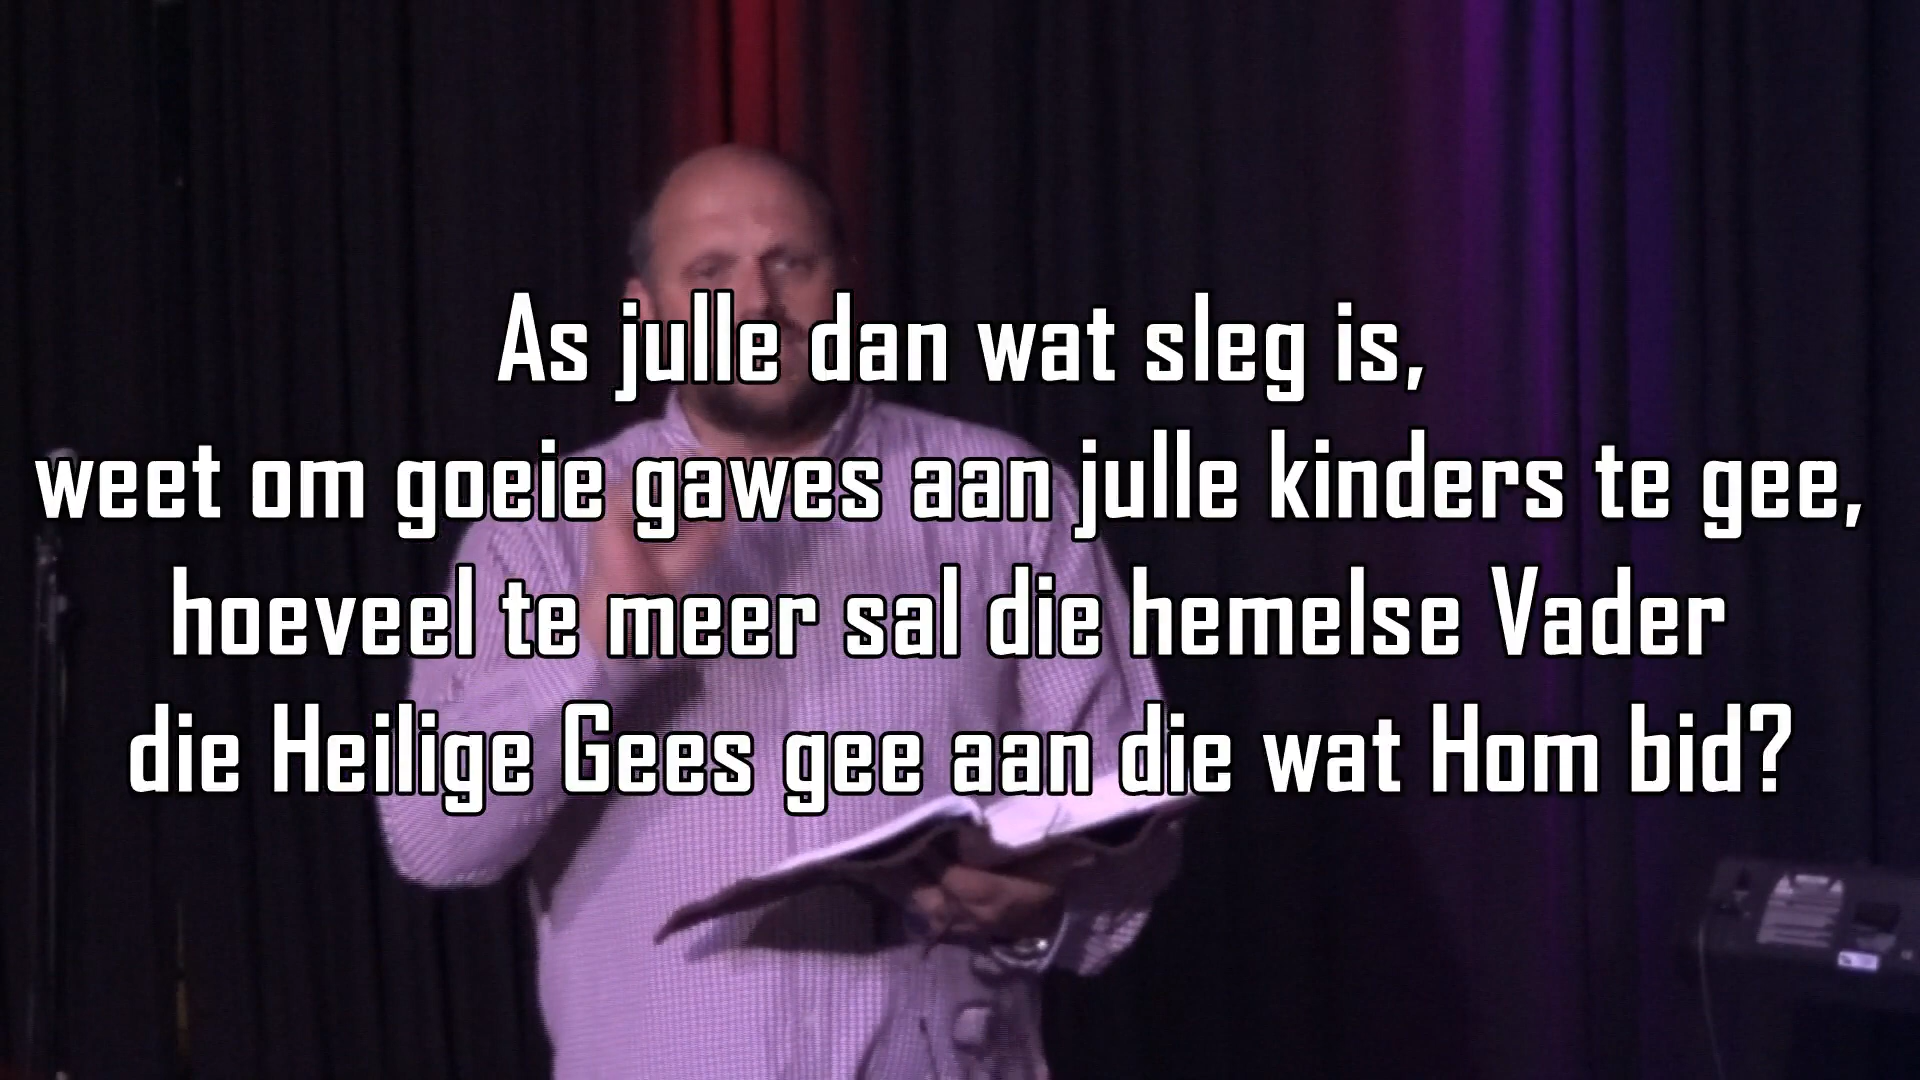 As julle dan wat sleg is,
weet om goeie gawes aan julle kinders te gee,
hoeveel te meer sal die hemelse Vader
die Heilige Gees gee aan die wat Hom bid?